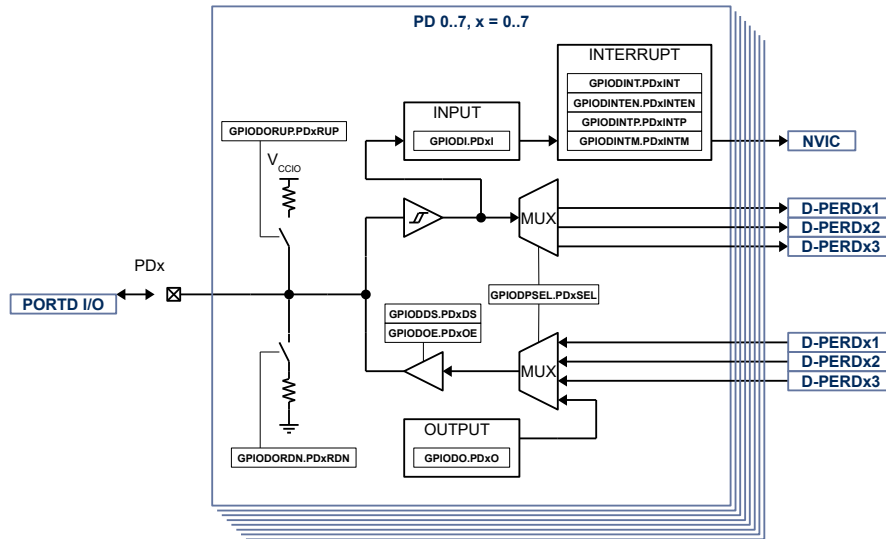 PD 0..7, x = 0..7
INTERRUPT
GPIODINT.PDxINT
GPIODINTEN.PDxINTEN
GPIODINTP.PDxINTP
GPIODINTM.PDxINTM
INPUT
GPIODI.PDxI
NVIC
GPIODORUP.PDxRUP
VCCIO
MUX
D-PERDx1
D-PERDx2
D-PERDx3
PDx
PORTD I/O
GPIODPSEL.PDxSEL
GPIODDS.PDxDS
GPIODOE.PDxOE
MUX
D-PERDx1
D-PERDx2
D-PERDx3
OUTPUT
GPIODO.PDxO
GPIODORDN.PDxRDN